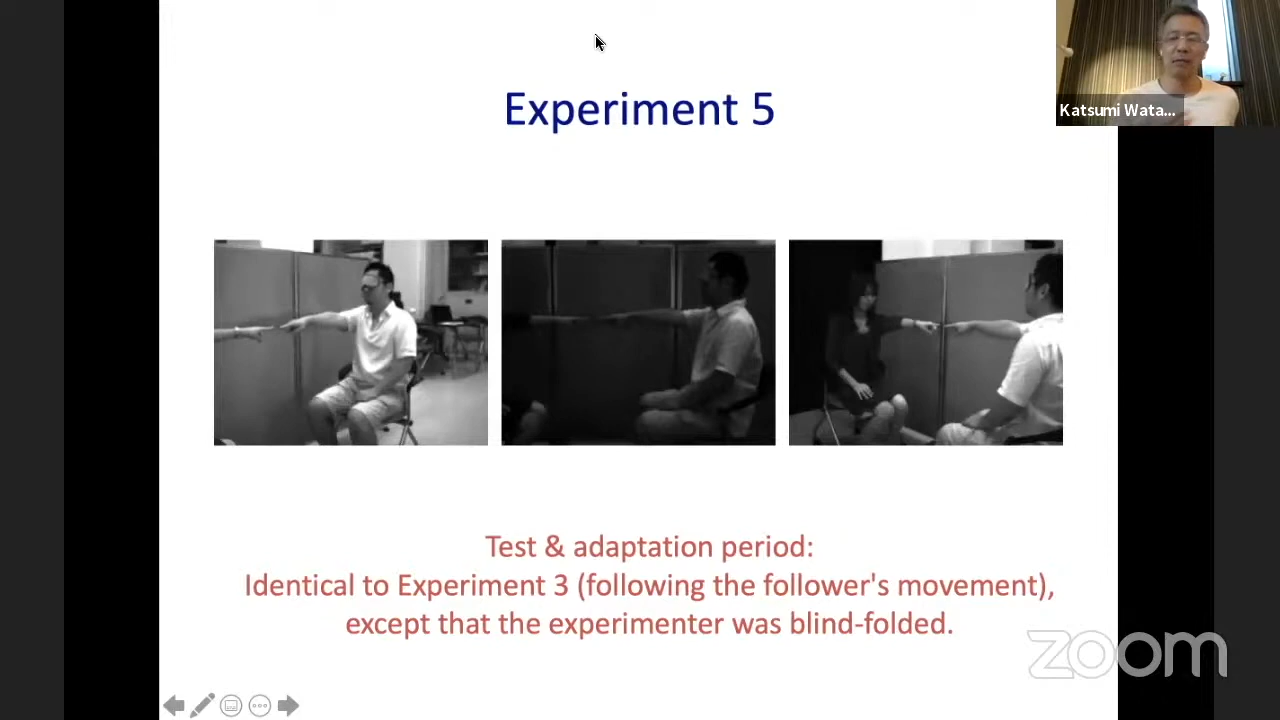 Experiment 5
Katsumi Wata...
Test & adaptation period:
Identical to Experiment 3 (following the follower's movement),
except that the experimenter was blind-folded.
zoom